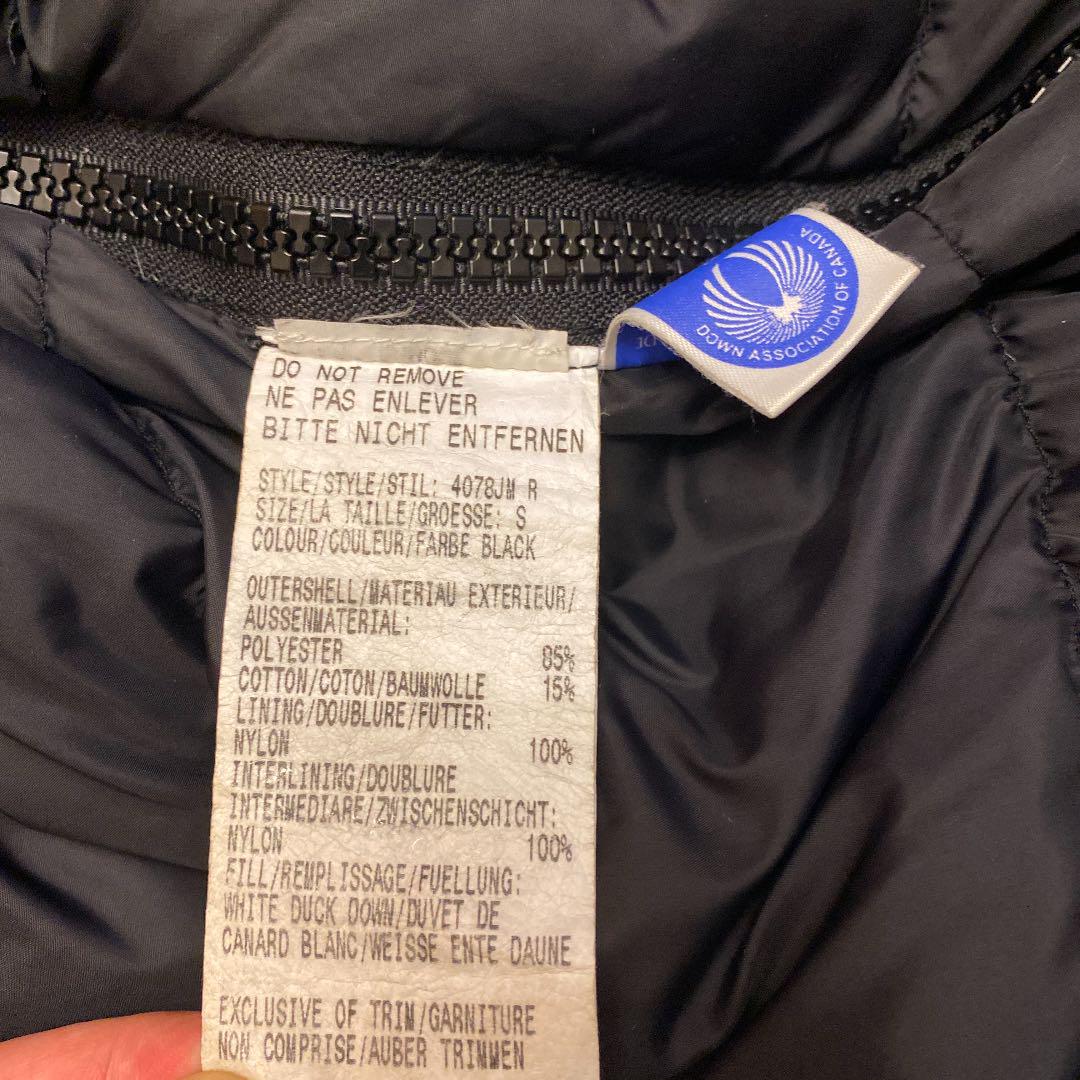 DOWN ASSOCIATION OF CANADA
DO NOT REMOVE
NE PAS ENLEVER
BITTE NICHT ENTFERNEN
STYLE/STYLE/STIL: 4078JM R
SIZE/LA TAILLE/GROESSE: S
COLOUR/COULEUR/FARBE BLACK
OUTERSHELL/MATERIAU EXTERIEUR/
AUSSENMATERIAL:
POLYESTER 85%
COTTON/COTON/BAUMWOLLE 15%
LINING/DOUBLURE/FUTTER:
NYLON 100%
INTERLINING/DOUBLURE
INTERMEDIARE/ZWISCHENSCHICHT:
NYLON 100%
FILL/REMPLISSAGE/FUELLUNG:
WHITE DUCK DOWN/DUVET DE
CANARD BLANC/WEISSE ENTE DAUNE
EXCLUSIVE OF TRIM/GARNITURE
NON COMPRISE/AUBER TRIMMEN